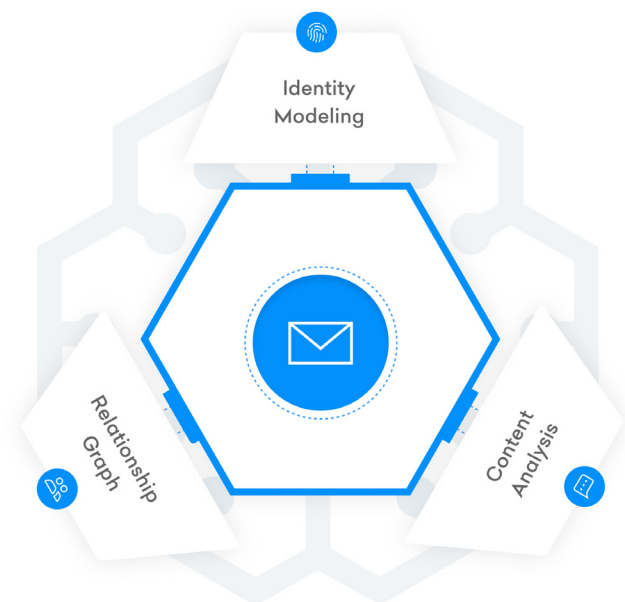 Identity
Modeling
Relationship
Graph
Content
Analysis